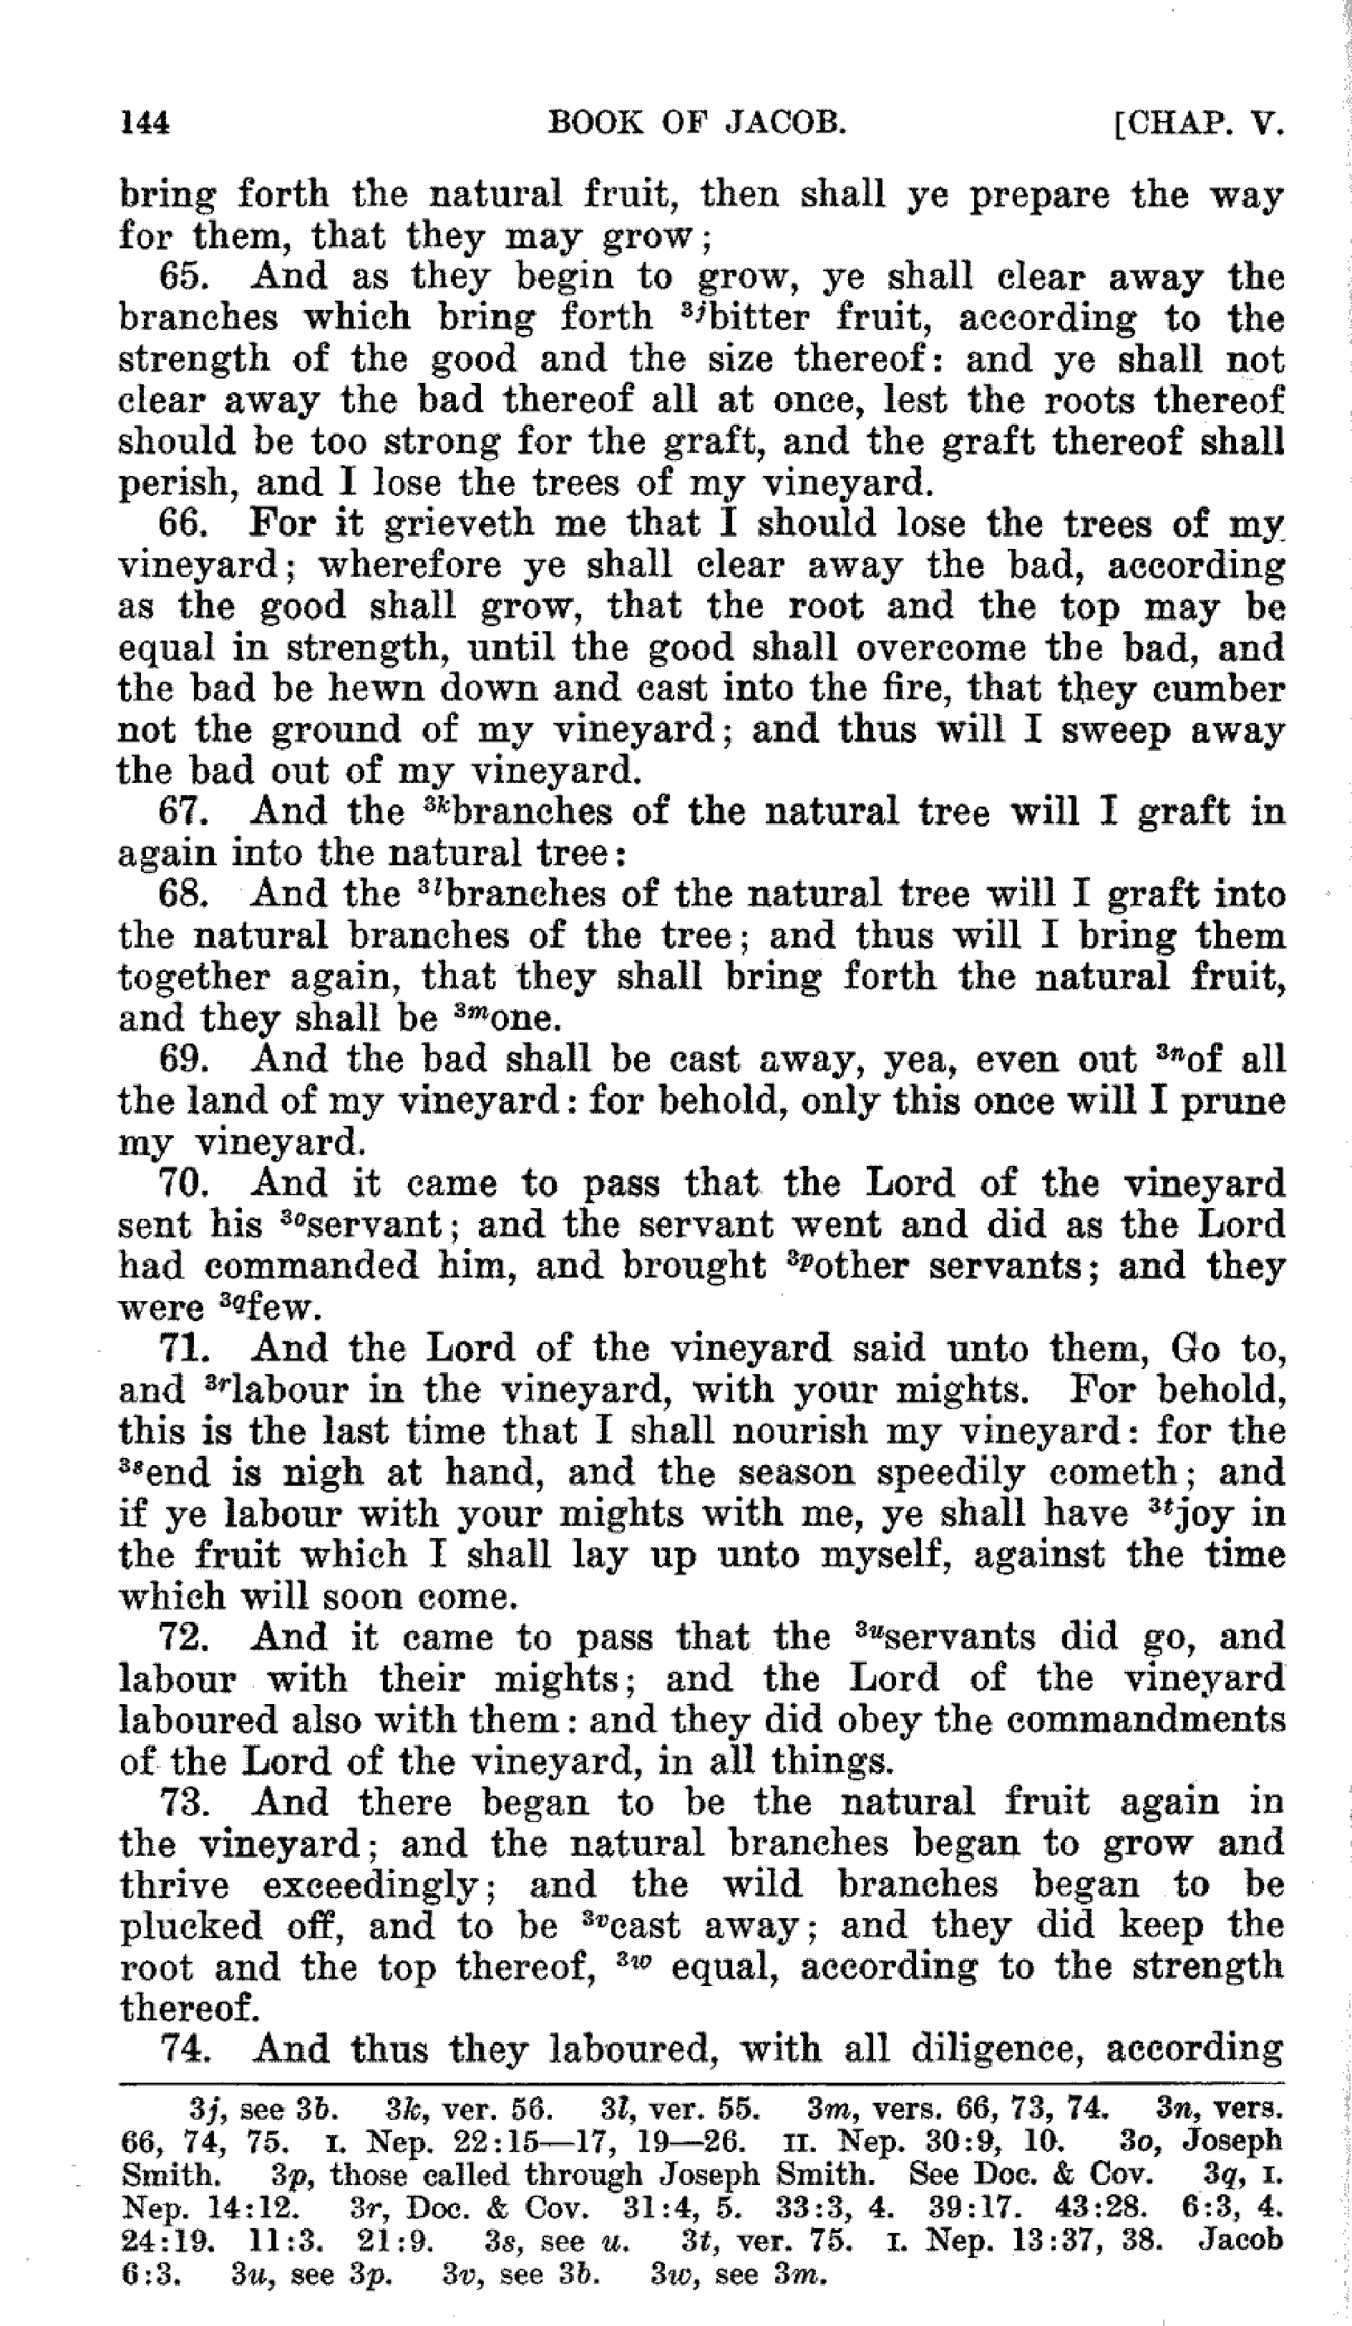 144 BOOK OF JACOB. [CHAP. V.
bring forth the natural fruit, then shall ye prepare the way
for them, that they may grow;
65. And as they begin to grow, ye shall clear away the
branches which bring forth 3jbitter fruit, according to the
strength of the good and the size thereof: and ye shall not
clear away the bad thereof all at once, lest the roots thereof
should be too strong for the graft, and the graft thereof shall
perish, and I lose the trees of my vineyard.
66. For it grieveth me that I should lose the trees of my
vineyard; wherefore ye shall clear away the bad, according
as the good shall grow, that the root and the top may be
equal in strength, until the good shall overcome the bad, and
the bad be hewn down and cast into the fire, that they cumber
not the ground of my vineyard; and thus will I sweep away
the bad out of my vineyard.
67. And the 3kbranches of the natural tree will I graft in
again into the natural tree:
68. And the 3lbranches of the natural tree will I graft into
the natural branches of the tree; and thus will I bring them
together again, that they shall bring forth the natural fruit,
and they shall be 3mone.
69. And the bad shall be cast away, yea, even out 3nof all
the land of my vineyard: for behold, only this once will I prune
my vineyard.
70. And it came to pass that the Lord of the vineyard
sent his 3oservant; and the servant went and did as the Lord
had commanded him, and brought 3pother servants; and they
were 3qfew.
71. And the Lord of the vineyard said unto them, Go to,
and 3rlabour in the vineyard, with your mights. For behold,
this is the last time that I shall nourish my vineyard: for the
3send is nigh at hand, and the season speedily cometh; and
if ye labour with your mights with me, ye shall have 3tjoy in
the fruit which I shall lay up unto myself, against the time
which will soon come.
72. And it came to pass that the 3uservants did go, and
labour with their mights; and the Lord of the vineyard
laboured also with them: and they did obey the commandments
of the Lord of the vineyard, in all things.
73. And there began to be the natural fruit again in
the vineyard; and the natural branches began to grow and
thrive exceedingly; and the wild branches began to be
plucked off, and to be 3vcast away; and they did keep the
root and the top thereof, 3w equal, according to the strength
thereof.
74. And thus they laboured, with all diligence, according
3j, see 3b. 3k, ver. 56. 3l, ver. 55. 3m, vers. 66, 73, 74. 3n, vers.
66, 74, 75. I. Nep. 22:15—17, 19—26. II. Nep. 30:9, 10. 3o, Joseph
Smith. 3p, those called through Joseph Smith. See Doc. & Cov. 3q, I.
Nep. 14:12. 3r, Doc. & Cov. 31:4, 5. 33:3, 4. 39:17. 43:28. 6:3, 4.
24:19. 11:3. 21:9. 3s, see u. 3t, ver. 75. I. Nep. 13:37, 38. Jacob
6:3. 3u, see 3p. 3v, see 3b. 3w, see 3m.